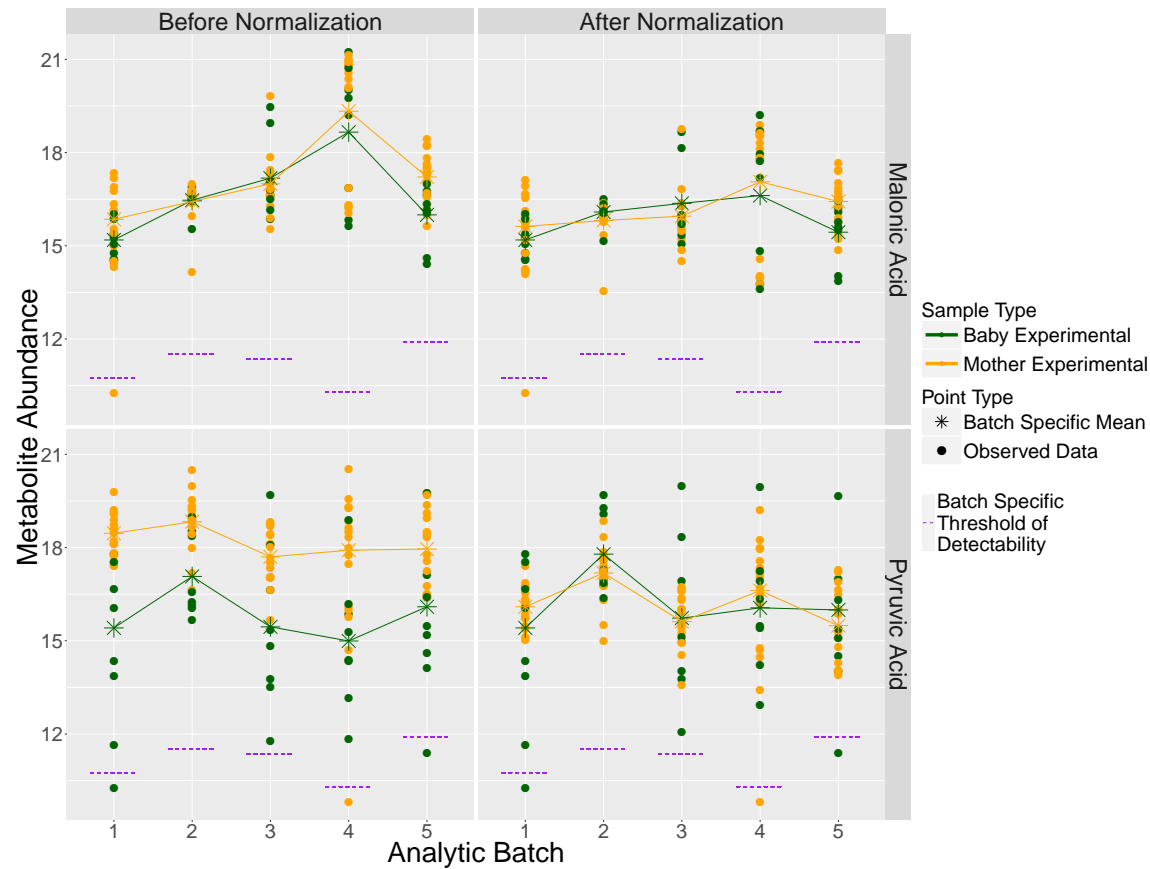 Before Normalization
After Normalization
21
18
15
12
Malonic Acid
21
18
15
12
Pyruvic Acid
Metabolite Abundance
1 2 3 4 5
1 2 3 4 5
Analytic Batch
Sample Type
Baby Experimental
Mother Experimental
Point Type
Batch Specific Mean
Observed Data
Batch Specific
Threshold of
Detectability